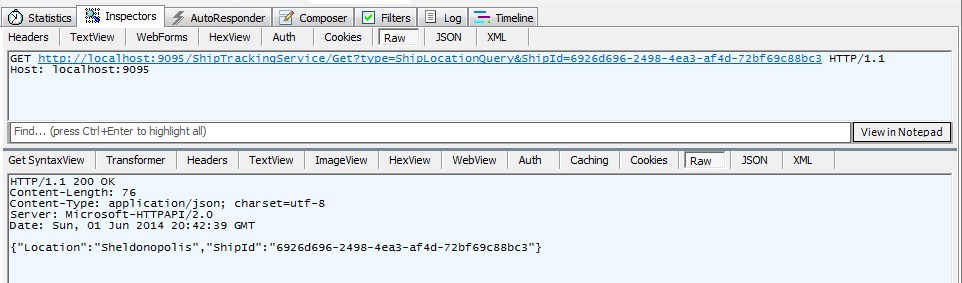 Statistics Inspectors AutoResponder Composer Filters Log Timeline
Headers TextView WebForms HexView Auth Cookies Raw JSON XML
GET http://localhost:9095/ShipTrackingService/Get?type=ShipLocationQuery&ShipId=6926d696-2498-4ea3-af4d-72bf69c88bc3 HTTP/1.1
Host: localhost:9095
Find... (press Ctrl+Enter to highlight all) View in Notepad
Get SyntaxView Transformer Headers TextView ImageView HexView WebView Auth Caching Cookies Raw JSON XML
HTTP/1.1 200 OK
Content-Length: 76
Content-Type: application/json; charset=utf-8
Server: Microsoft-HTTPAPI/2.0
Date: Sun, 01 Jun 2014 20:42:39 GMT
{"Location":"Sheldonopolis","ShipId":"6926d696-2498-4ea3-af4d-72bf69c88bc3"}